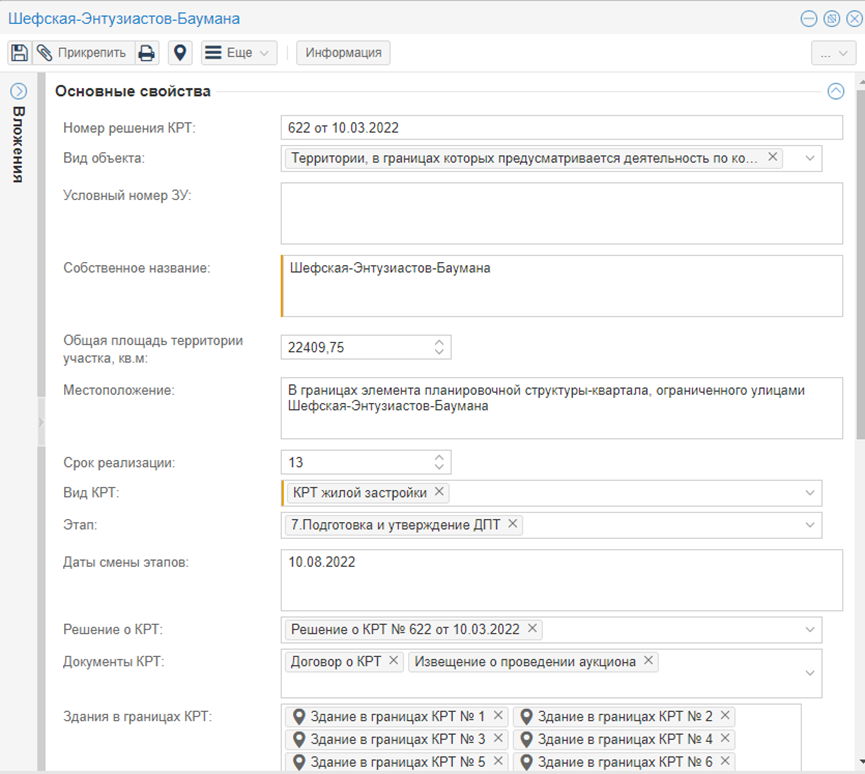 Шефская-Энтузиастов-Баумана
Прикрепить Еще Информация ...
Вложения
Основные свойства
Номер решения КРТ: 622 от 10.03.2022
Вид объекта: Территории, в границах которых предусматривается деятельность по ко...
Условный номер ЗУ:
Собственное название: Шефская-Энтузиастов-Баумана
Общая площадь территории
участка, кв.м: 22409,75
Местоположение: В границах элемента планировочной структуры-квартала, ограниченного улицами
Шефская-Энтузиастов-Баумана
Срок реализации: 13
Вид КРТ: КРТ жилой застройки
Этап: 7.Подготовка и утверждение ДПТ
Даты смены этапов: 10.08.2022
Решение о КРТ: Решение о КРТ № 622 от 10.03.2022
Документы КРТ: Договор о КРТ Извещение о проведении аукциона
Здания в границах КРТ: Здание в границах КРТ № 1 Здание в границах КРТ № 2
Здание в границах КРТ № 3 Здание в границах КРТ № 4
Здание в границах КРТ № 5 Здание в границах КРТ № 6